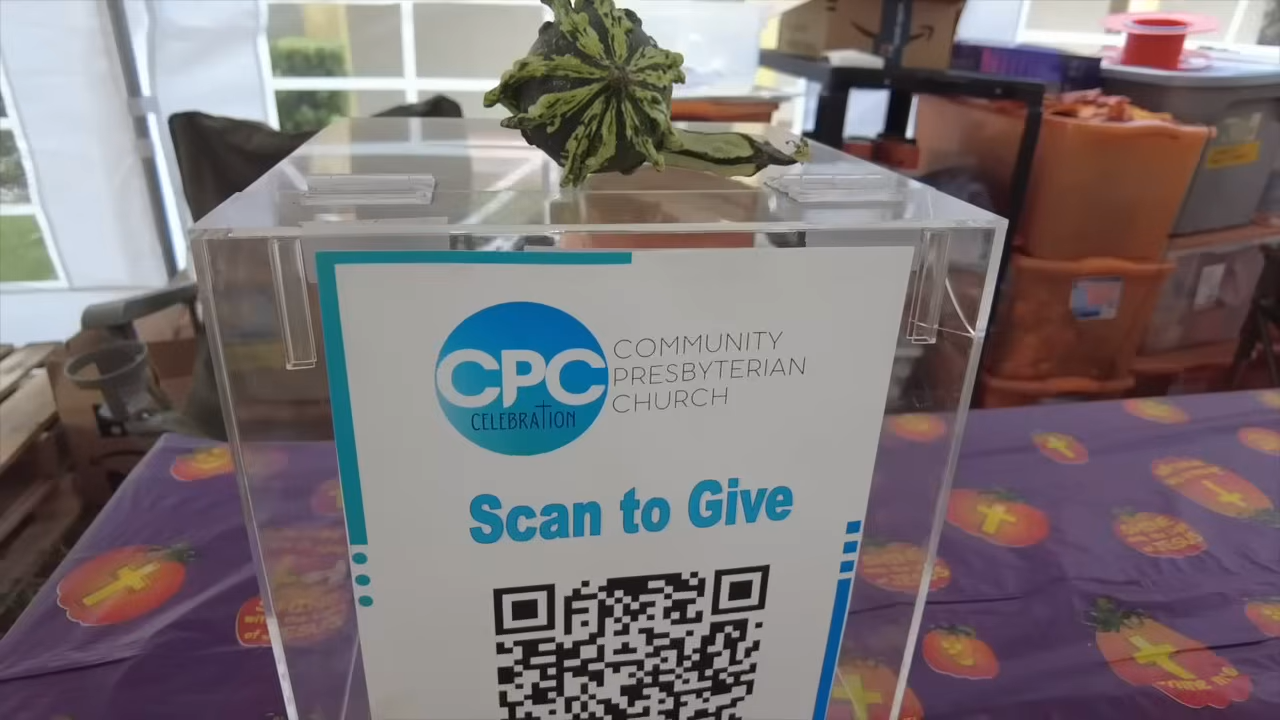 CPC
CELEBRATION
COMMUNITY
PRESBYTERIAN
CHURCH
Scan to Give